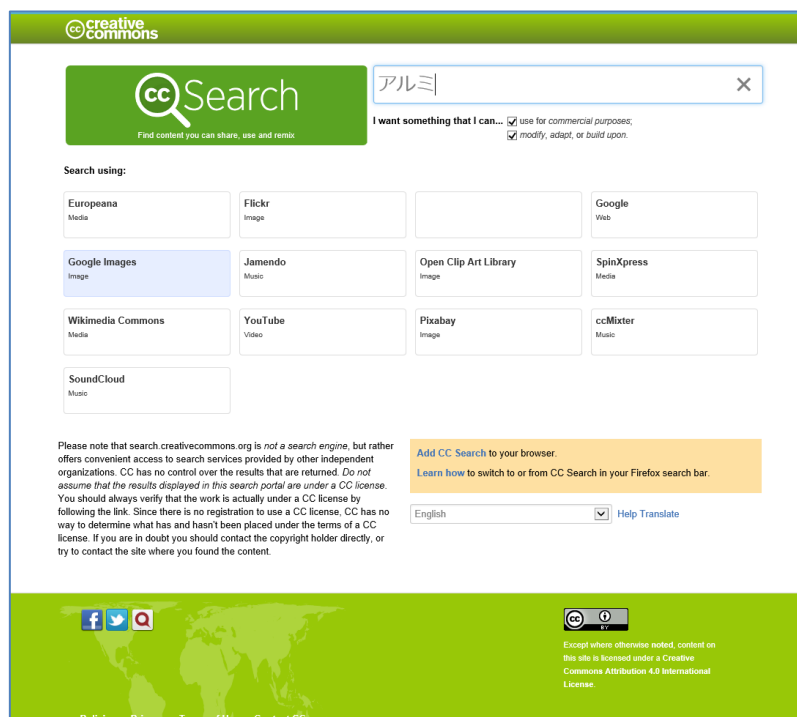 creative
commons
cc Search
Find content you can share, use and remix
アルミ
I want something that I can... use for commercial purposes;
modify, adapt, or build upon.
Search using:
Europeana
Media
Flickr
Image
Google
Web
Google Images
Image
Jamendo
Music
Open Clip Art Library
Image
SpinXpress
Media
Wikimedia Commons
Media
YouTube
Video
Pixabay
Image
ccMixter
Music
SoundCloud
Music
Please note that search.creativecommons.org is not a search engine, but rather
offers convenient access to search services provided by other independent
organizations. CC has no control over the results that are returned. Do not
assume that the results displayed in this search portal are under a CC license.
You should always verify that the work is actually under a CC license by
following the link. Since there is no registration to use a CC license, CC has no
way to determine what has and hasn't been placed under the terms of a CC
license. If you are in doubt you should contact the copyright holder directly, or
try to contact the site where you found the content.
Add CC Search to your browser.
Learn how to switch to or from CC Search in your Firefox search bar.
English
Help Translate
cc BY
Except where otherwise noted, content on
this site is licensed under a Creative
Commons Attribution 4.0 International
License.